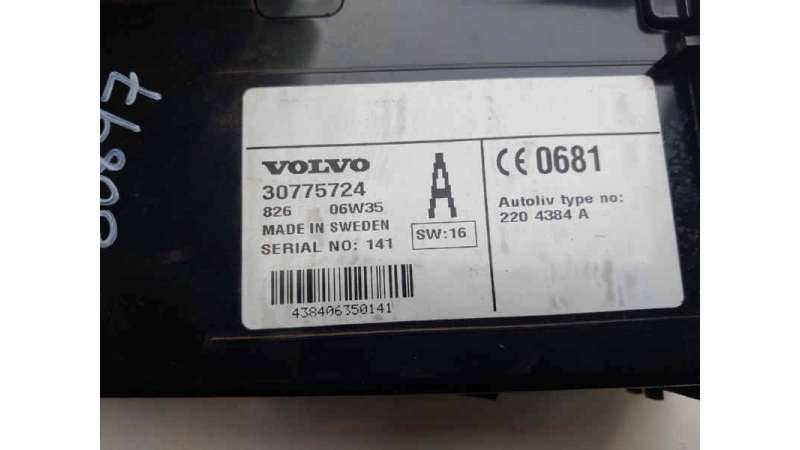 00697
VOLVO
30775724
826 06W35
MADE IN SWEDEN
SERIAL NO: 141
A
SW:16
438406350141
CE 0681
Autoliv type no:
220 4384 A